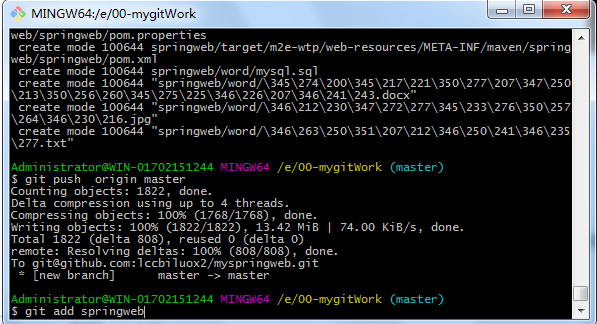 MINGW64:/e/00-mygitWork
web/springweb/pom.properties
create mode 100644 springweb/target/m2e-wtp/web-resources/META-INF/maven/spring
web/springweb/pom.xml
create mode 100644 springweb/word/mysql.sql
create mode 100644 "springweb/word/\345\274\200\345\217\221\350\277\207\347\250
\213\350\256\260\345\275\225\346\226\207\346\241\243.docx"
create mode 100644 "springweb/word/\346\212\230\347\272\277\345\233\276\350\257
\264\346\230\216.jpg"
create mode 100644 "springweb/word/\346\263\250\351\207\212\346\250\241\346\235
\277.txt"
Administrator@WIN-01702151244 MINGW64 /e/00-mygitWork (master)
$ git push  origin master
Counting objects: 1822, done.
Delta compression using up to 4 threads.
Compressing objects: 100% (1768/1768), done.
Writing objects: 100% (1822/1822), 13.42 MiB | 74.00 KiB/s, done.
Total 1822 (delta 808), reused 0 (delta 0)
remote: Resolving deltas: 100% (808/808), done.
To git@github.com:lccbiluox2/myspringweb.git
* [new branch]      master -> master
Administrator@WIN-01702151244 MINGW64 /e/00-mygitWork (master)
$ git add springweb